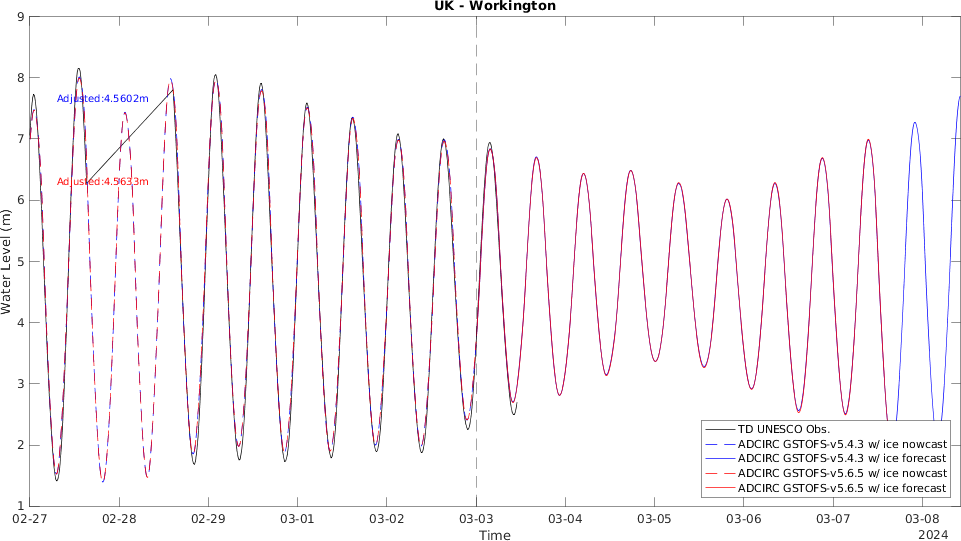 UK - Workington
9
8
7
6
5
4
3
2
1
Water Level (m)
Adjusted:4.5602m
Adjusted:4.5633m
TD UNESCO Obs.
ADCIRC GSTOFS-v5.4.3 w/ ice nowcast
ADCIRC GSTOFS-v5.4.3 w/ ice forecast
ADCIRC GSTOFS-v5.6.5 w/ ice nowcast
ADCIRC GSTOFS-v5.6.5 w/ ice forecast
02-27 02-28 02-29 03-01 03-02 03-03 03-04 03-05 03-06 03-07 03-08
Time
2024